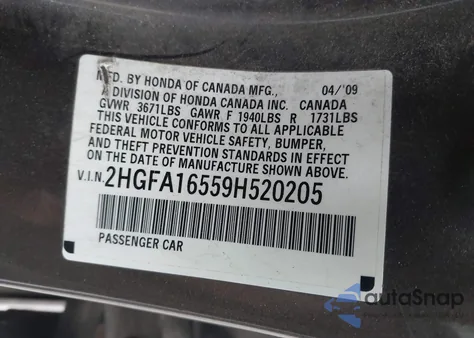 MFD. BY HONDA OF CANADA MFG., 04/'09
A DIVISION OF HONDA CANADA INC. CANADA
GVWR 3671LBS GAWR F 1940LBS R 1731LBS
THIS VEHICLE CONFORMS TO ALL APPLICABLE
FEDERAL MOTOR VEHICLE SAFETY, BUMPER,
AND THEFT PREVENTION STANDARDS IN EFFECT
ON THE DATE OF MANUFACTURE SHOWN ABOVE.
V.I.N. 2HGFA16559H520205
PASSENGER CAR
autoSnap